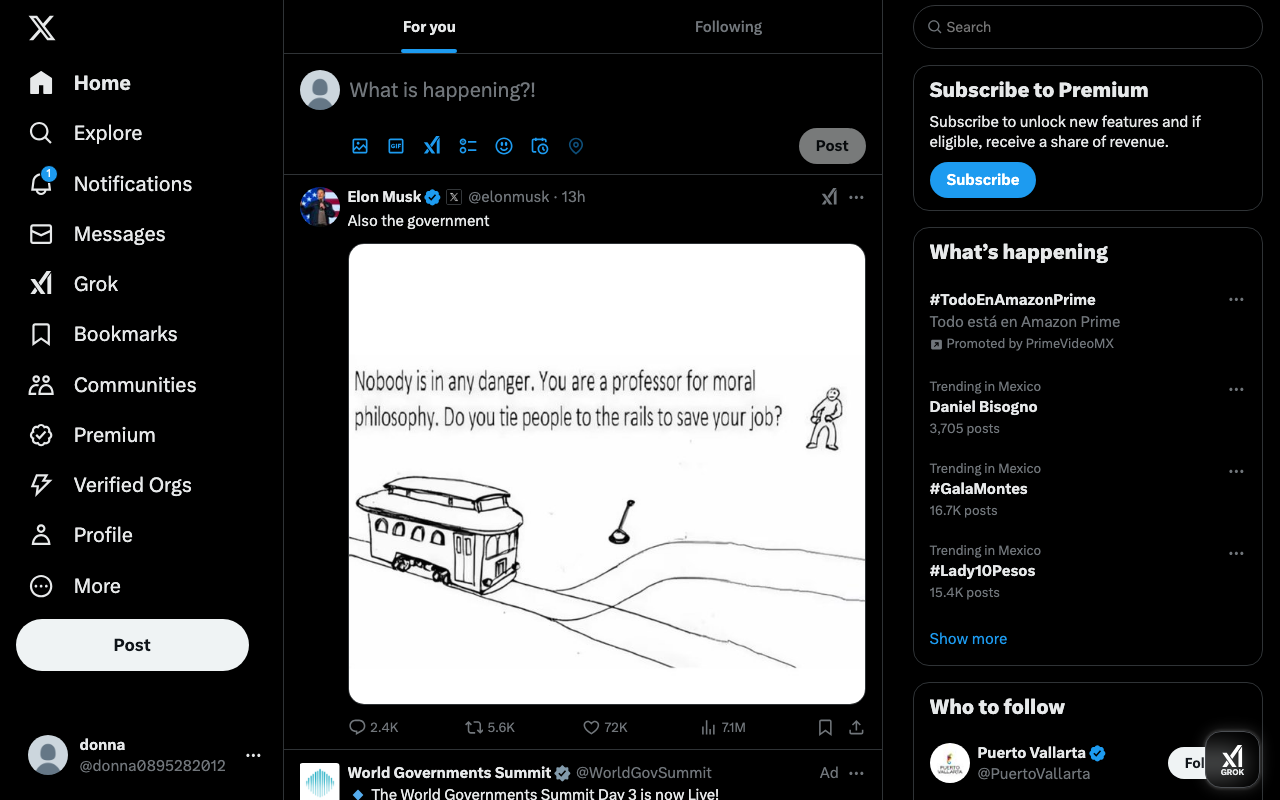 Home
Explore
1
Notifications
Messages
Grok
Bookmarks
Communities
Premium
Verified Orgs
Profile
More
Post
donna
@donna0895282012
For you
Following
What is happening?!
GIF
Post
Elon Musk @elonmusk · 13h
Also the government
Nobody is in any danger. You are a professor for moral
philosophy. Do you tie people to the rails to save your job?
2.4K
5.6K
72K
7.1M
World Governments Summit @WorldGovSummit
Ad
The World Governments Summit Day 3 is now Live!
Search
Subscribe to Premium
Subscribe to unlock new features and if
eligible, receive a share of revenue.
Subscribe
What's happening
#TodoEnAmazonPrime
Todo está en Amazon Prime
Promoted by PrimeVideoMX
Trending in Mexico
Daniel Bisogno
3,705 posts
Trending in Mexico
#GalaMontes
16.7K posts
Trending in Mexico
#Lady10Pesos
15.4K posts
Show more
Who to follow
PUERTO
VALLARTA
Puerto Vallarta
@PuertoVallarta
Fol
GROK